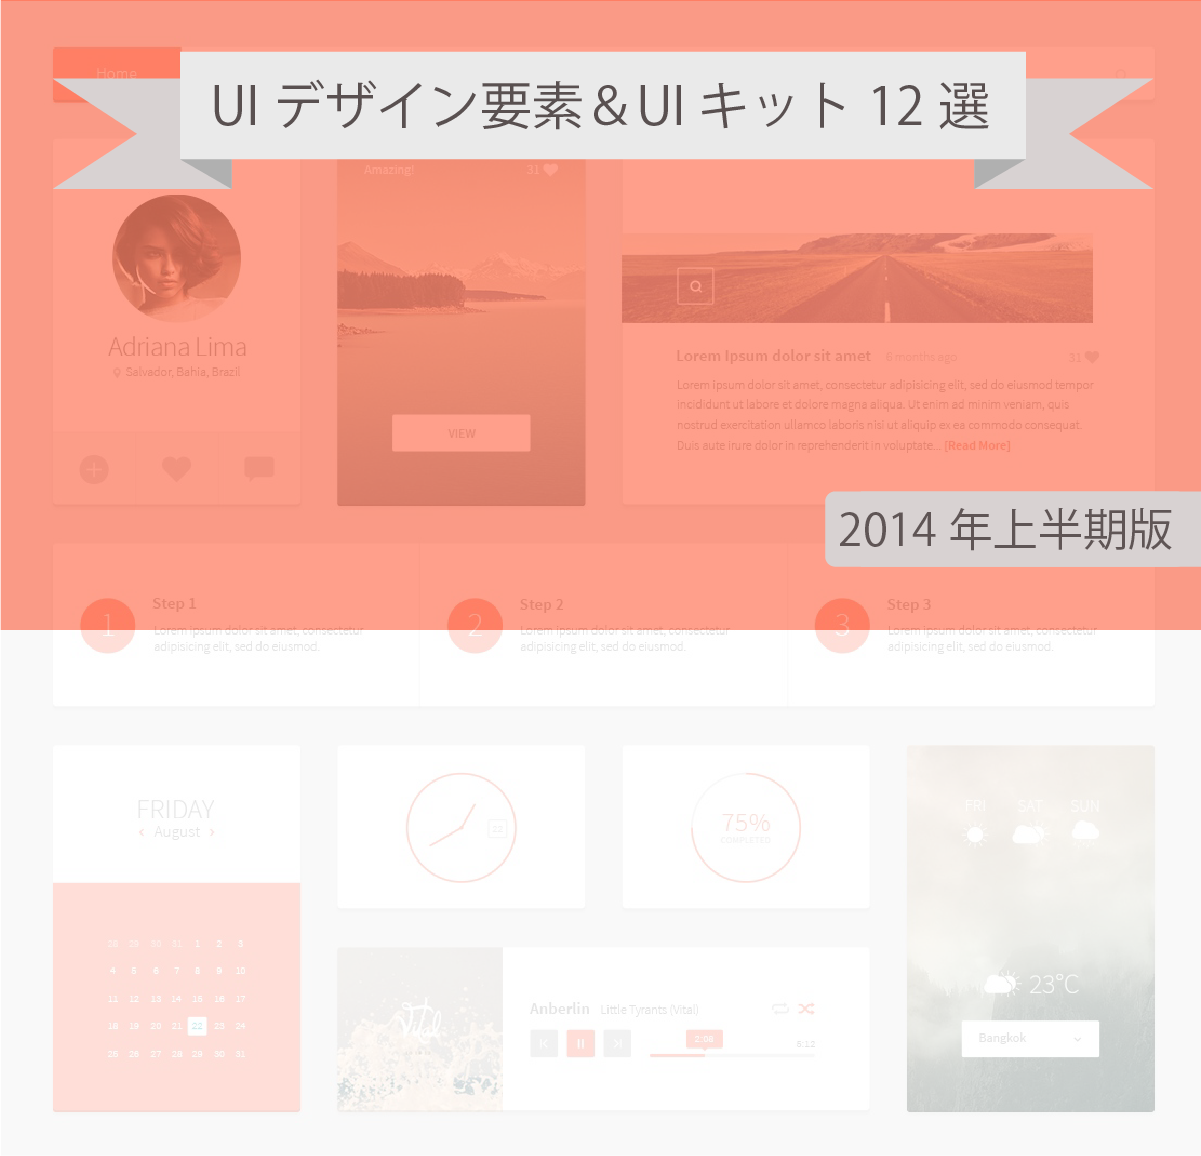 Home
UI デザイン要素＆UI キット 12 選
Amazing!
31
Adriana Lima
Salvador, Bahia, Brazil
VIEW
Lorem Ipsum dolor sit amet 8 months ago 31
Lorem ipsum dolor sit amet, consectetur adipisicing elit, sed do eiusmod tempor
incididunt ut labore et dolore magna aliqua. Ut enim ad minim veniam, quis
nostrud exercitation ullamco laboris nisi ut aliquip ex ea commodo consequat.
Duis aute irure dolor in reprehenderit in voluptate... [Read More]
2014 年上半期版
1
Step 1
Lorem ipsum dolor sit amet, consectetur
adipisicing elit, sed do eiusmod.
2
Step 2
Lorem ipsum dolor sit amet, consectetur
adipisicing elit, sed do eiusmod.
3
Step 3
Lorem ipsum dolor sit amet, consectetur
adipisicing elit, sed do eiusmod.
FRIDAY
‹ August ›
28 29 30 31 1 2 3
4 5 6 7 8 9 10
11 12 13 14 15 16 17
18 19 20 21 22 23 24
25 26 27 28 29 30 31
22
75%
COMPLETED
Vital
Anberlin Little Tyrants (Vital)
2:06
5:12
FRI SAT SUN
23°C
Bangkok